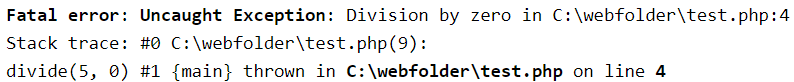 Fatal error: Uncaught Exception: Division by zero in C:\webfolder\test.php:4
Stack trace: #0 C:\webfolder\test.php(9):
divide(5, 0) #1 {main} thrown in C:\webfolder\test.php on line 4